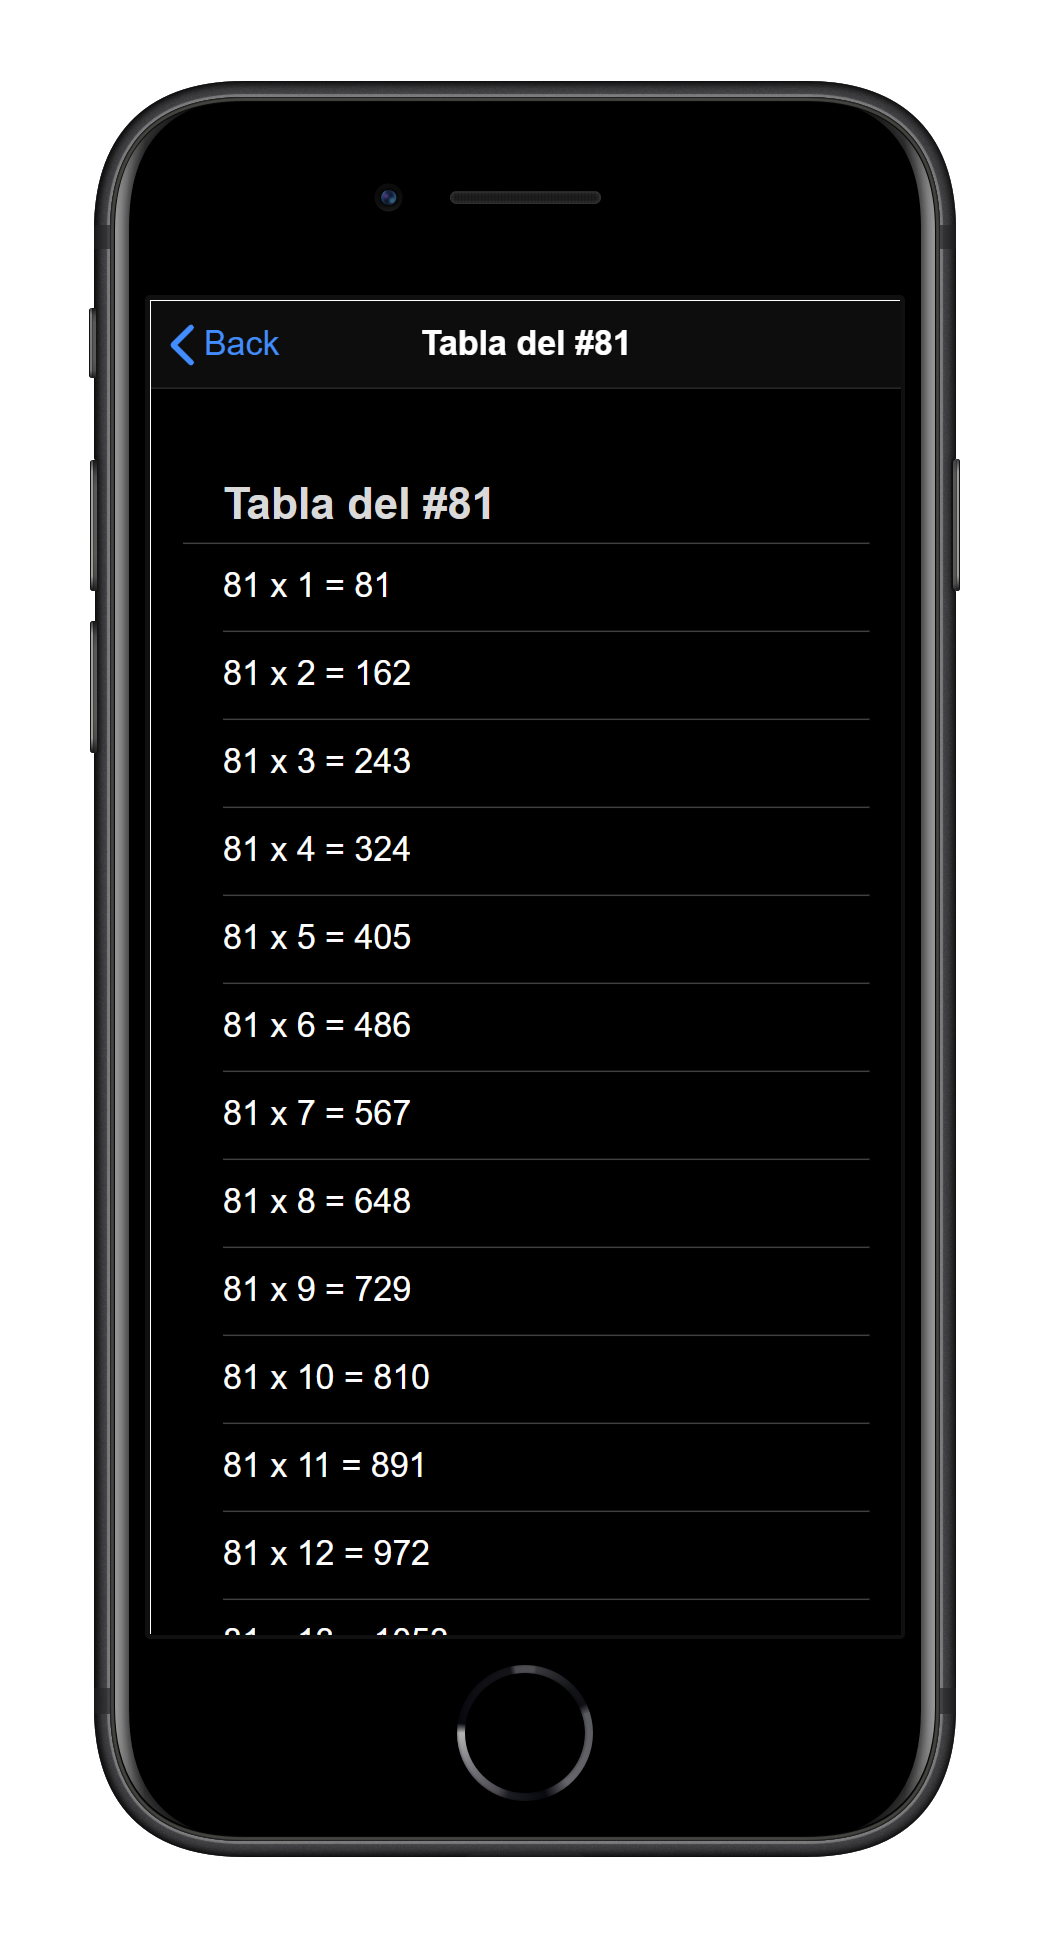 Back
Tabla del #81
Tabla del #81
81 x 1 = 81
81 x 2 = 162
81 x 3 = 243
81 x 4 = 324
81 x 5 = 405
81 x 6 = 486
81 x 7 = 567
81 x 8 = 648
81 x 9 = 729
81 x 10 = 810
81 x 11 = 891
81 x 12 = 972